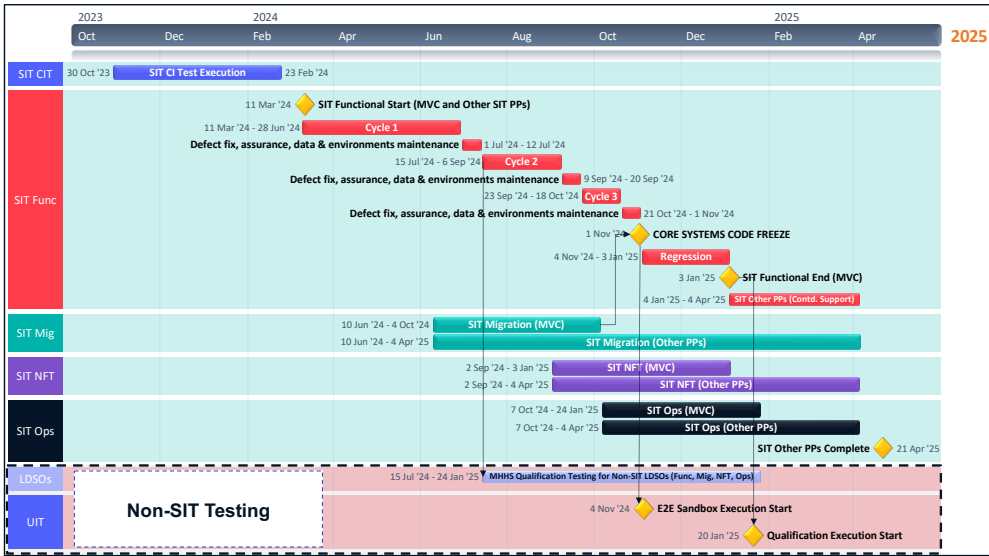 2023 2024 2025
Oct Dec Feb Apr Jun Aug Oct Dec Feb Apr 2025
SIT CIT 30 Oct '23 SIT CI Test Execution 23 Feb '24
SIT Func
11 Mar '24 SIT Functional Start (MVC and Other SIT PPs)
11 Mar '24 - 28 Jun '24 Cycle 1
Defect fix, assurance, data & environments maintenance 1 Jul '24 - 12 Jul '24
15 Jul '24 - 6 Sep '24 Cycle 2
Defect fix, assurance, data & environments maintenance 9 Sep '24 - 20 Sep '24
23 Sep '24 - 18 Oct '24 Cycle 3
Defect fix, assurance, data & environments maintenance 21 Oct '24 - 1 Nov '24
1 Nov '24 CORE SYSTEMS CODE FREEZE
4 Nov '24 - 3 Jan '25 Regression
3 Jan '25 SIT Functional End (MVC)
4 Jan '25 - 4 Apr '25 SIT Other PPs (Contd. Support)
SIT Mig
10 Jun '24 - 4 Oct '24 SIT Migration (MVC)
10 Jun '24 - 4 Apr '25 SIT Migration (Other PPs)
SIT NFT
2 Sep '24 - 3 Jan '25 SIT NFT (MVC)
2 Sep '24 - 4 Apr '25 SIT NFT (Other PPs)
SIT Ops
7 Oct '24 - 24 Jan '25 SIT Ops (MVC)
7 Oct '24 - 4 Apr '25 SIT Ops (Other PPs)
SIT Other PPs Complete 21 Apr '25
LDSOs 15 Jul '24 - 24 Jan '25 MHHS Qualification Testing for Non-SIT LDSOs (Func, Mig, NFT, Ops)
Non-SIT Testing
UIT
4 Nov '24 E2E Sandbox Execution Start
20 Jan '25 Qualification Execution Start